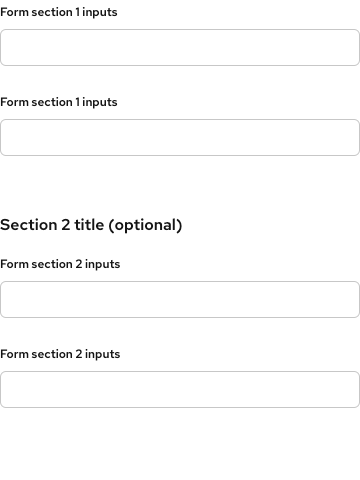 Form section 1 inputs
Form section 1 inputs
Section 2 title (optional)
Form section 2 inputs
Form section 2 inputs